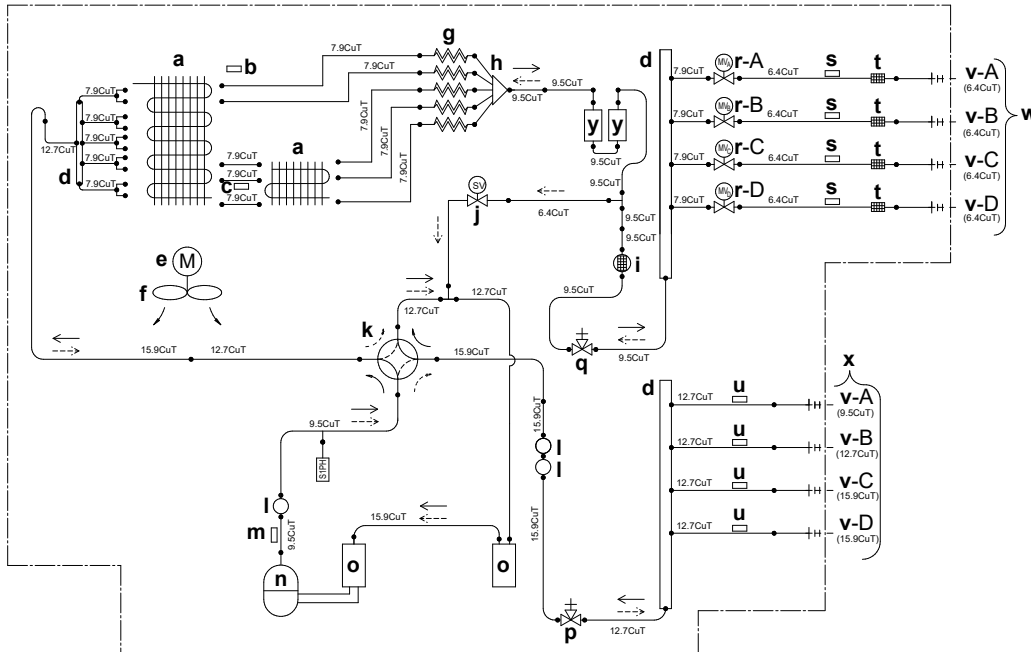 a
b
g
h
d
MVA
r-A
s
t
v-A
(6.4CuT)
7.9CuT
7.9CuT
9.5CuT
9.5CuT
7.9CuT
6.4CuT
7.9CuT
7.9CuT
7.9CuT
7.9CuT
7.9CuT
7.9CuT
12.7CuT
d
7.9CuT
7.9CuT
7.9CuT
7.9CuT
y
y
9.5CuT
MVB
r-B
s
t
v-B
(6.4CuT)
7.9CuT
6.4CuT
w
a
7.9CuT
7.9CuT
c
7.9CuT
MVC
r-C
s
t
v-C
(6.4CuT)
7.9CuT
6.4CuT
SV
j
6.4CuT
9.5CuT
9.5CuT
9.5CuT
MVD
r-D
s
t
v-D
(6.4CuT)
7.9CuT
6.4CuT
e
M
f
i
9.5CuT
12.7CuT
12.7CuT
k
q
9.5CuT
15.9CuT
12.7CuT
15.9CuT
x
d
12.7CuT
u
v-A
(9.5CuT)
9.5CuT
15.9CuT
12.7CuT
u
v-B
(12.7CuT)
S1PH
l
l
12.7CuT
u
v-C
(15.9CuT)
l
m
9.5CuT
15.9CuT
15.9CuT
12.7CuT
u
v-D
(15.9CuT)
n
o
o
p
12.7CuT